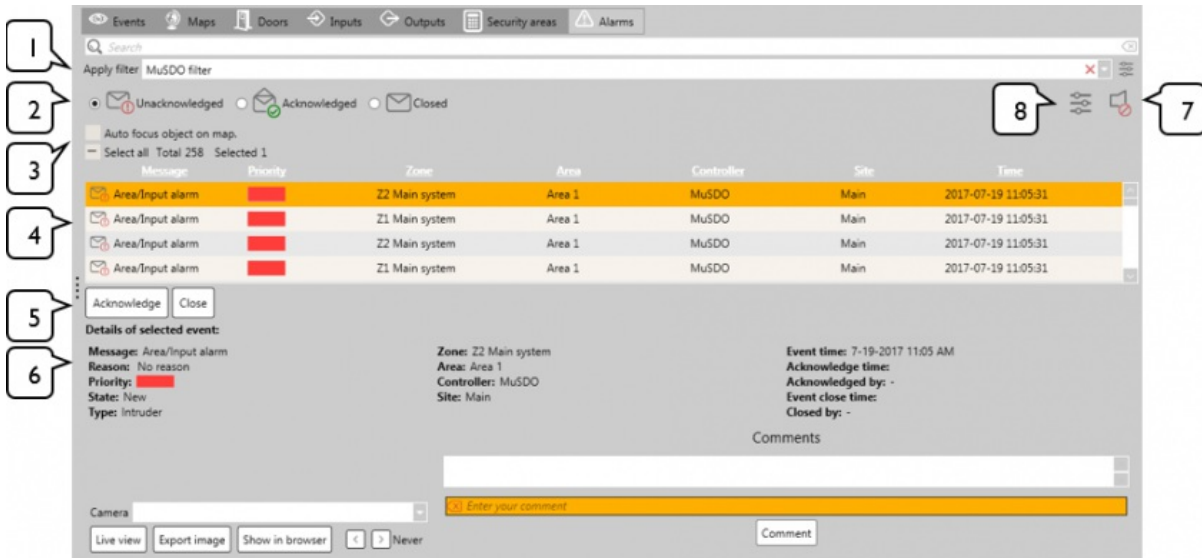 Events Maps Doors Inputs Outputs Security areas Alarms
Search
1
Apply filter MuSDO filter
2
Unacknowledged Acknowledged Closed
8
7
Auto focus object on map.
3
Select all Total 258 Selected 1
Message Priority Zone Area Controller Site Time
Area/Input alarm Z2 Main system Area 1 MuSDO Main 2017-07-19 11:05:31
4
Area/Input alarm Z1 Main system Area 1 MuSDO Main 2017-07-19 11:05:31
Area/Input alarm Z2 Main system Area 1 MuSDO Main 2017-07-19 11:05:31
Area/Input alarm Z1 Main system Area 1 MuSDO Main 2017-07-19 11:05:31
5
Acknowledge Close
Details of selected event:
6
Message: Area/Input alarm Zone: Z2 Main system Event time: 7-19-2017 11:05 AM
Reason: No reason Area: Area 1 Acknowledge time:
Priority: Controller: MuSDO Acknowledged by: -
State: New Site: Main Event close time:
Type: Intruder Closed by: -
Comments
Enter your comment
Camera
Live view Export image Show in browser < > Never Comment